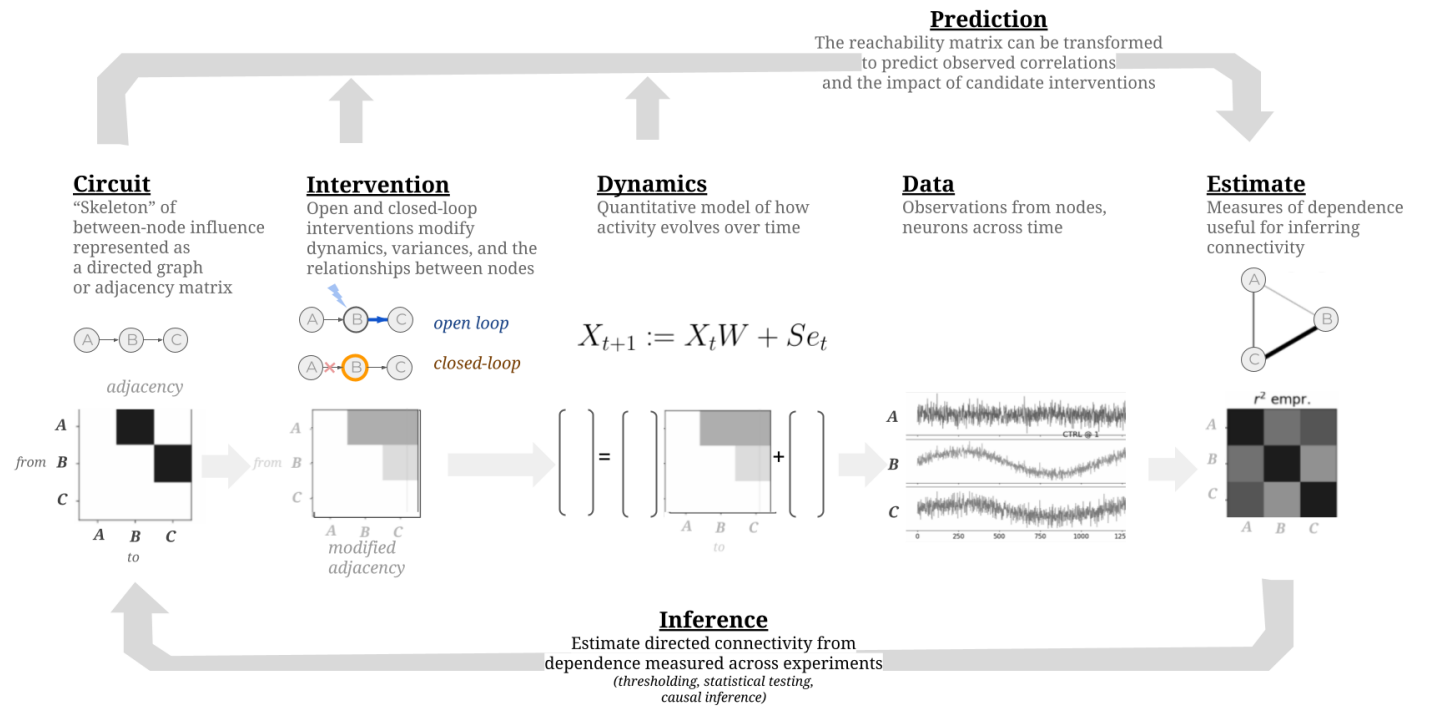 Prediction
The reachability matrix can be transformed
to predict observed correlations
and the impact of candidate interventions
Circuit
“Skeleton” of
between-node influence
represented as
a directed graph
or adjacency matrix
A B C
adjacency
A
from B
C
A B C
to
Intervention
Open and closed-loop
interventions modify
dynamics, variances, and the
relationships between nodes
A B C open loop
A B C closed-loop
A
from B
C
A B C
modified
adjacency
Dynamics
Quantitative model of how
activity evolves over time
X_{t+1} := X_tW + Se_t
= +
A B C
to
Data
Observations from nodes,
neurons across time
A
CTRL @ 1
B
C
0 250 500 750 1000 125
Estimate
Measures of dependence
useful for inferring
connectivity
A
B
C
r² empr.
A
B
C
A B C
Inference
Estimate directed connectivity from
dependence measured across experiments
(thresholding, statistical testing,
causal inference)